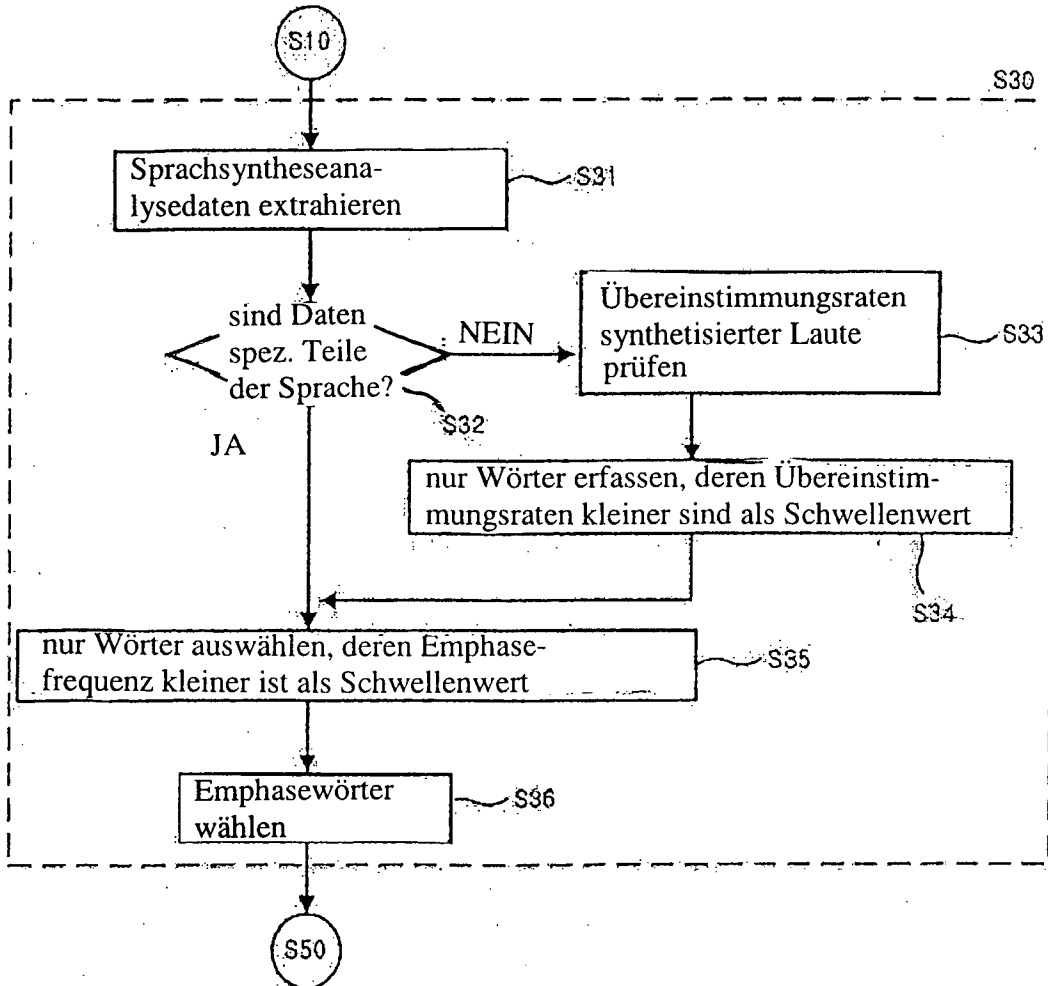 S10
S30
Sprachsyntheseana-
lysedaten extrahieren
S31
sind Daten
spez. Teile
der Sprache?
S32
NEIN
JA
Übereinstimmungsraten
synthetisierter Laute
prüfen
S33
nur Wörter erfassen, deren Übereinstim-
mungsraten kleiner sind als Schwellenwert
S34
nur Wörter auswählen, deren Emphase-
frequenz kleiner ist als Schwellenwert
S35
Emphasewörter
wählen
S36
S50